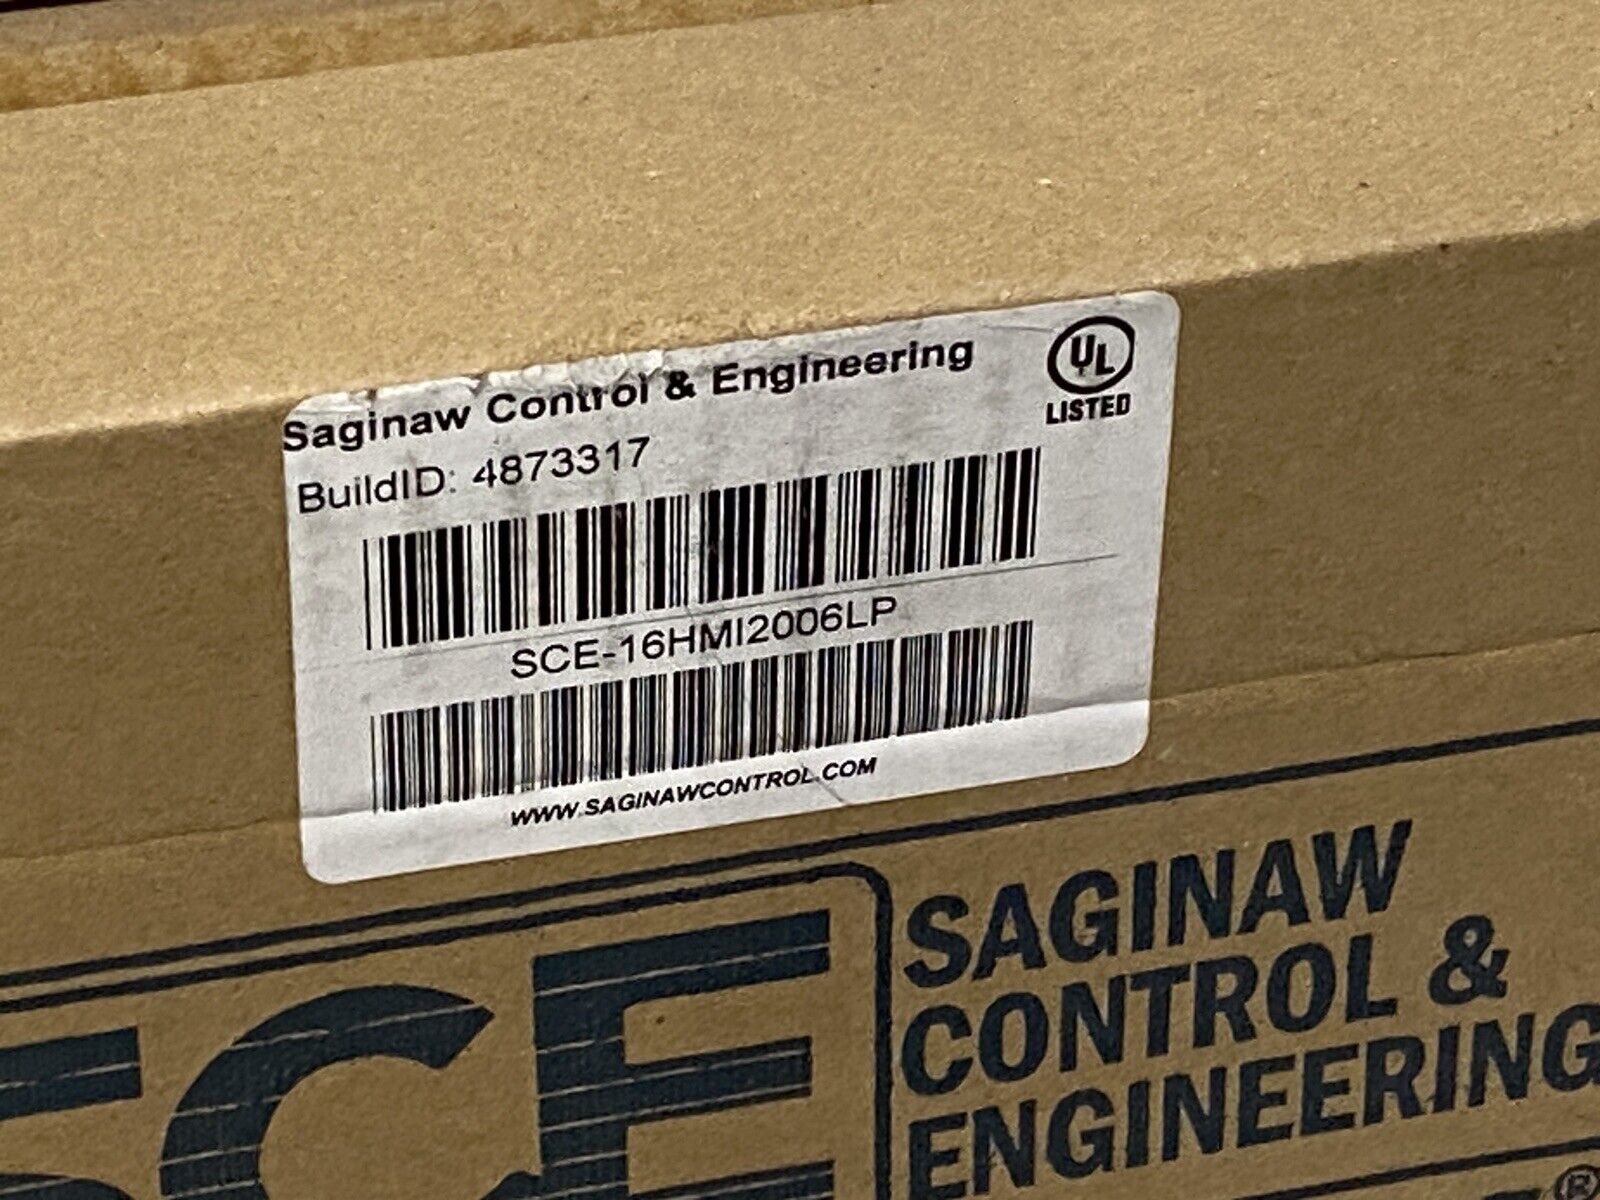 Saginaw Control & Engineering
UL
LISTED
BuildID: 4873317
SCE-16HMI2006LP
WWW.SAGINAWCONTROL.COM
SCE
SAGINAW
CONTROL &
ENGINEERING
®